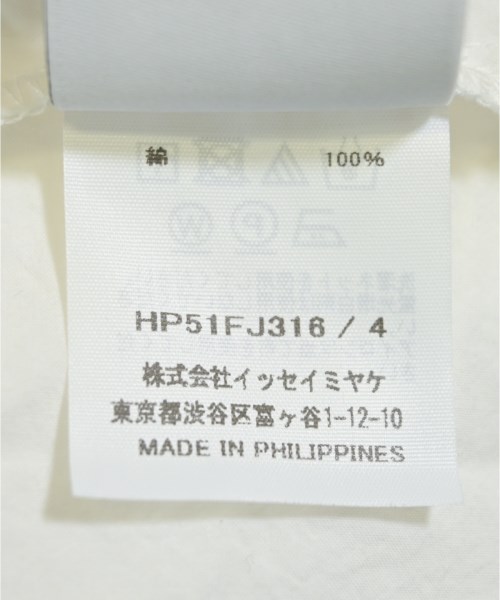 綿 100%
HP51FJ316 / 4
株式会社イッセイミヤケ
東京都渋谷区富ヶ谷1-12-10
MADE IN PHILIPPINES